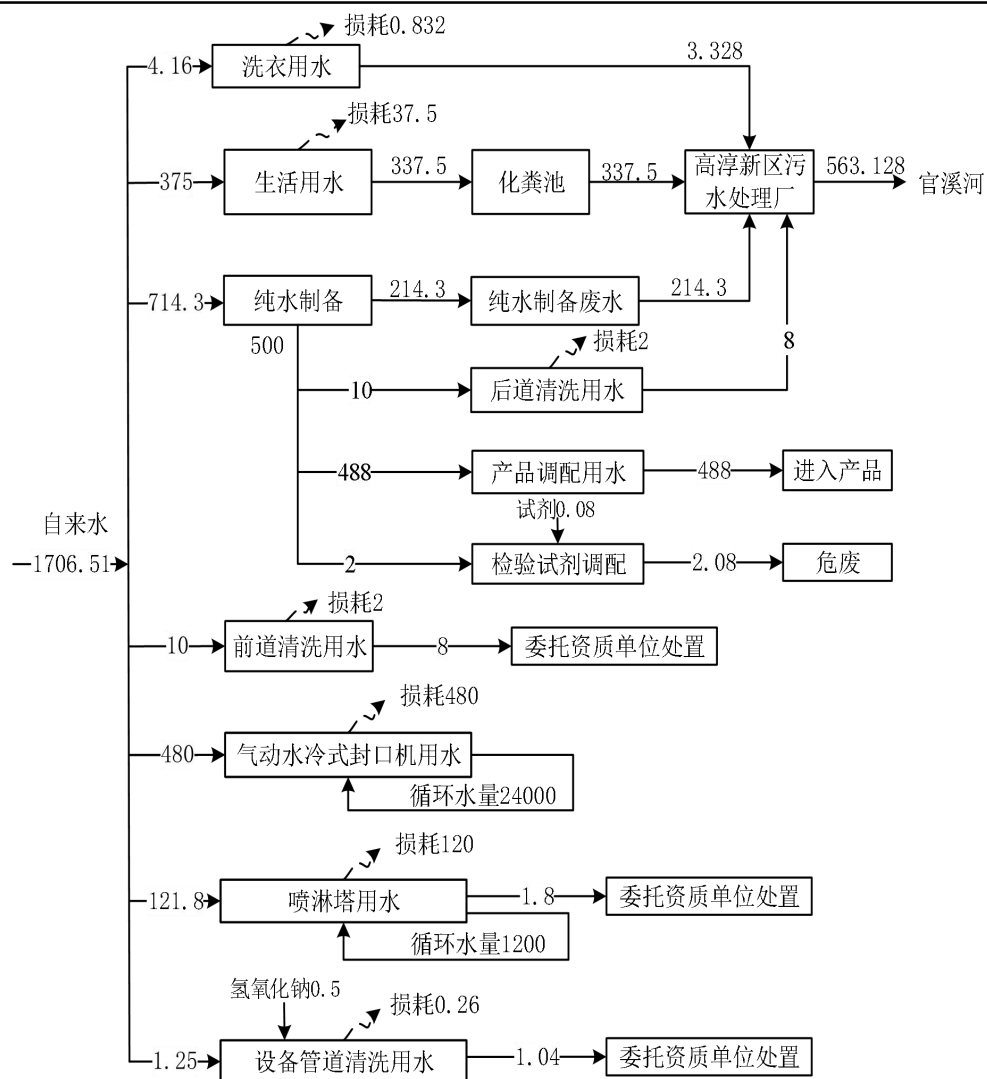 损耗0.832
4.16
洗衣用水
3.328
损耗37.5
375
生活用水
337.5
化粪池
337.5
高淳新区污
水处理厂
563.128
官溪河
714.3
纯水制备
214.3
纯水制备废水
214.3
500
损耗2
10
后道清洗用水
8
488
产品调配用水
488
进入产品
试剂0.08
2
检验试剂调配
2.08
危废
自来水
1706.51
损耗2
10
前道清洗用水
8
委托资质单位处置
损耗480
480
气动水冷式封口机用水
循环水量24000
损耗120
121.8
喷淋塔用水
1.8
委托资质单位处置
循环水量1200
氢氧化钠0.5
损耗0.26
1.25
设备管道清洗用水
1.04
委托资质单位处置